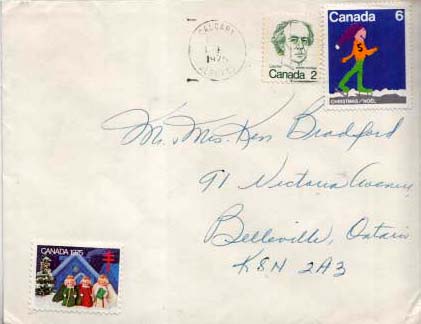 CALGARY
1975
Canada 2
Canada 6
S
CHRISTMAS/NOËL
Mr. & Mrs. Ken Bradford
91 Victoria Avenue
Belleville, Ontario
K8N 2A3
CANADA 1975